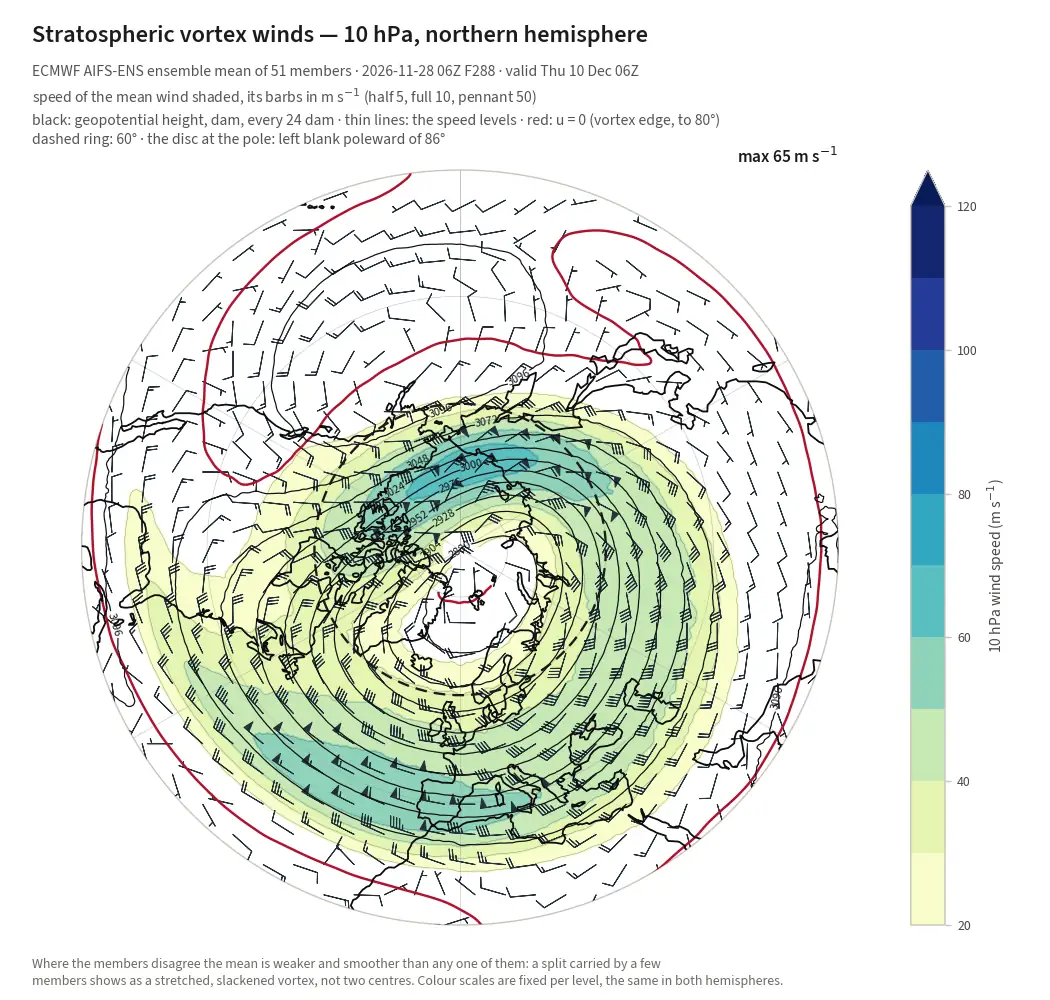 Stratospheric vortex winds — 10 hPa, northern hemisphere
ECMWF AIFS-ENS ensemble mean of 51 members · 2026-11-28 06Z F288 · valid Thu 10 Dec 06Z
speed of the mean wind shaded, its barbs in m s⁻¹ (half 5, full 10, pennant 50)
black: geopotential height, dam, every 24 dam · thin lines: the speed levels · red: u = 0 (vortex edge, to 80°)
dashed ring: 60° · the disc at the pole: left blank poleward of 86°
max 65 m s⁻¹
120
100
80
60
40
20
10 hPa wind speed (m s⁻¹)
3096
3048
3000
2952
2928
3096
Where the members disagree the mean is weaker and smoother than any one of them: a split carried by a few
members shows as a stretched, slackened vortex, not two centres. Colour scales are fixed per level, the same in both hemispheres.